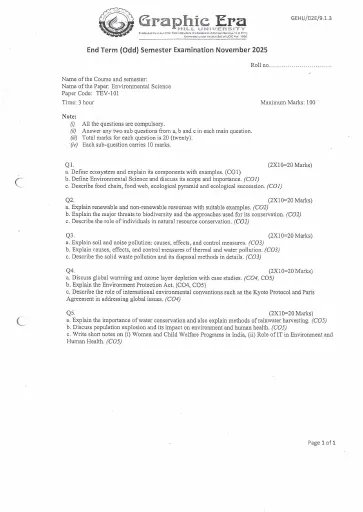 GEHU/02E/9.1.3
Graphic Era
HILL UNIVERSITY
End Term (Odd) Semester Examination November 2025
Roll no.
Name of the Course and semester:
Name of the Paper: Environmental Science
Paper Code: TEV-101
Time: 3 hour Maximum Marks: 100
Note:
(i) All the questions are compulsory.
(ii) Answer any two sub questions from a, b and c in each main question.
(iii) Total marks for each question is 20 (twenty).
(iv) Each sub-question carries 10 marks.
Q1. (2X10=20 Marks)
a. Define ecosystem and explain its components with examples. (CO1)
b. Define Environmental Science and discuss its scope and importance. (CO1)
c. Describe food chain, food web, ecological pyramid and ecological succession. (CO1)
Q2. (2X10=20 Marks)
a. Explain renewable and non-renewable resources with suitable examples. (CO2)
b. Explain the major threats to biodiversity and the approaches used for its conservation. (CO2)
c. Describe the role of individuals in natural resource conservation. (CO2)
Q3. (2X10=20 Marks)
a. Explain soil and noise pollution: causes, effects, and control measures. (CO3)
b. Explain causes, effects, and control measures of thermal and water pollution. (CO3)
c. Describe the solid waste pollution and its disposal methods in details. (CO3)
Q4. (2X10=20 Marks)
a. Discuss global warming and ozone layer depletion with case studies. (CO4, CO5)
b. Explain the Environment Protection Act. (CO4, CO5)
c. Describe the role of international environmental conventions such as the Kyoto Protocol and Paris
Agreement in addressing global issues. (CO4)
Q5. (2X10=20 Marks)
a. Explain the importance of water conservation and also explain methods of rainwater harvesting. (CO5)
b. Discuss population explosion and its impact on environment and human health. (CO5)
c. Write short notes on (i) Women and Child Welfare Programs in India, (ii) Role of IT in Environment and
Human Health. (CO5)
Page 1 of 1